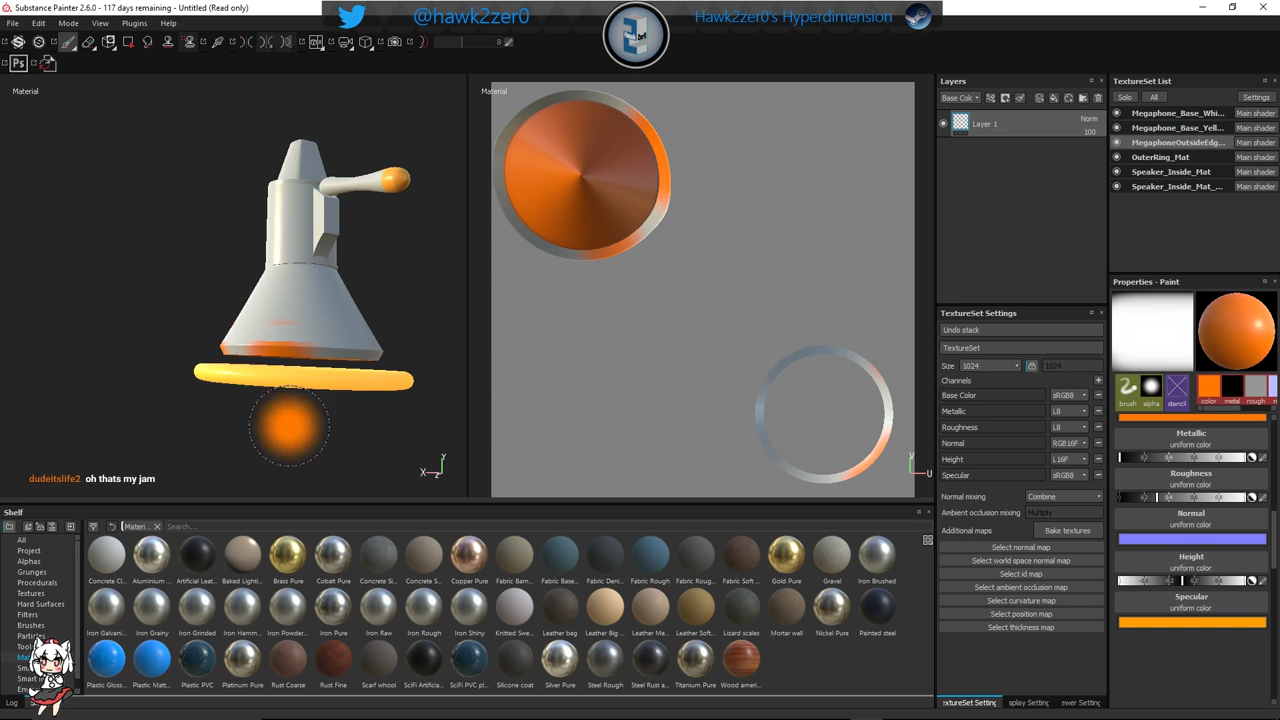 Substance Painter 2.6.0 - 117 days remaining - Untitled (Read only)
@hawk2zer0
Hawk2zer0's Hyperdimension
File Edit Mode View Plugins Help
8
Ps
Material
Material
Y
X
Z
U
dudeitslife2 oh thats my jam
Layers
Base Col
Layer 1
Norm
100
TextureSet List
Solo All Settings
Megaphone_Base_Whi... Main shader
Megaphone_Base_Yell... Main shader
MegaphoneOutsideEdg... Main shader
OuterRing_Mat Main shader
Speaker_Inside_Mat Main shader
Speaker_Inside_Mat_... Main shader
TextureSet Settings
Undo stack
TextureSet
Size 1024 1024
Channels
Base Color sRGB8
Metallic L8
Roughness L8
Normal RGB16F
Height L16F
Specular sRGB8
Normal mixing Combine
Ambient occlusion mixing Multiply
Additional maps Bake textures
Select normal map
Select world space normal map
Select id map
Select ambient occlusion map
Select curvature map
Select position map
Select thickness map
Properties - Paint
brush alpha stencil color metal rough
Metallic
uniform color
Roughness
uniform color
Normal
uniform color
Height
uniform color
Specular
uniform color
Shelf
Materi...
Search...
All
Project
Alphas
Grunges
Procedurals
Textures
Hard Surfaces
Filters
Brushes
Particles
Concrete Cl... Aluminium ... Artificial Leat... Baked Lighti... Brass Pure Cobalt Pure Concrete Si... Concrete S... Copper Pure Fabric Bam... Fabric Base... Fabric Deni... Fabric Rough Fabric Roug... Fabric Soft ... Gold Pure Gravel Iron Brushed
Iron Galvani... Iron Grainy Iron Grinded Iron Hamm... Iron Powder... Iron Pure Iron Raw Iron Rough Iron Shiny Knitted Swe... Leather bag Leather Big ... Leather Me... Leather Soft... Lizard scales Mortar wall Nickel Pure Painted steel
Plastic Gloss... Plastic Matt... Plastic PVC Platinum Pure Rust Coarse Rust Fine Scarf whool SciFi Artificia... SciFi PVC pl... Silicone coat Silver Pure Steel Rough Steel Rust a... Titanium Pure Wood ameri...